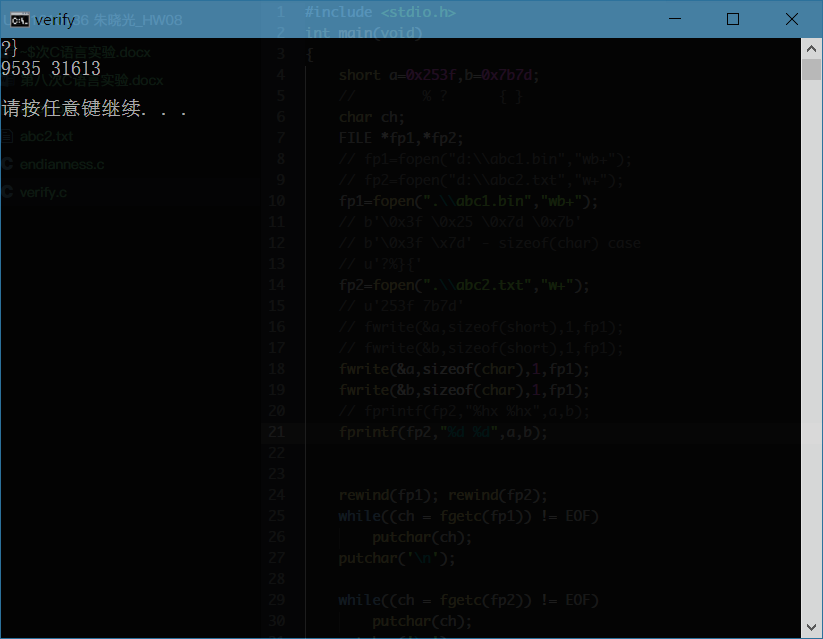 verify
36 朱晓光_HW08
?}
~$次C语言实验.docx
9535 31613
第八次C语言实验.docx
请按任意键继续. . .
abc2.txt
endianness.c
verify.c
1 #include <stdio.h>
2 int main(void)
3 {
4 short a=0x253f,b=0x7b7d;
5 // % ? { }
6 char ch;
7 FILE *fp1,*fp2;
8 // fp1=fopen("d:\\abc1.bin","wb+");
9 // fp2=fopen("d:\\abc2.txt","w+");
10 fp1=fopen(".\\abc1.bin","wb+");
11 // b'\0x3f \0x25 \0x7d \0x7b'
12 // b'\0x3f \x7d' - sizeof(char) case
13 // u'?%}{'
14 fp2=fopen(".\\abc2.txt","w+");
15 // u'253f 7b7d'
16 // fwrite(&a,sizeof(short),1,fp1);
17 // fwrite(&b,sizeof(short),1,fp1);
18 fwrite(&a,sizeof(char),1,fp1);
19 fwrite(&b,sizeof(char),1,fp1);
20 // fprintf(fp2,"%hx %hx",a,b);
21 fprintf(fp2,"%d %d",a,b);
22
23
24 rewind(fp1); rewind(fp2);
25 while((ch = fgetc(fp1)) != EOF)
26 putchar(ch);
27 putchar('\n');
28
29 while((ch = fgetc(fp2)) != EOF)
30 putchar(ch);